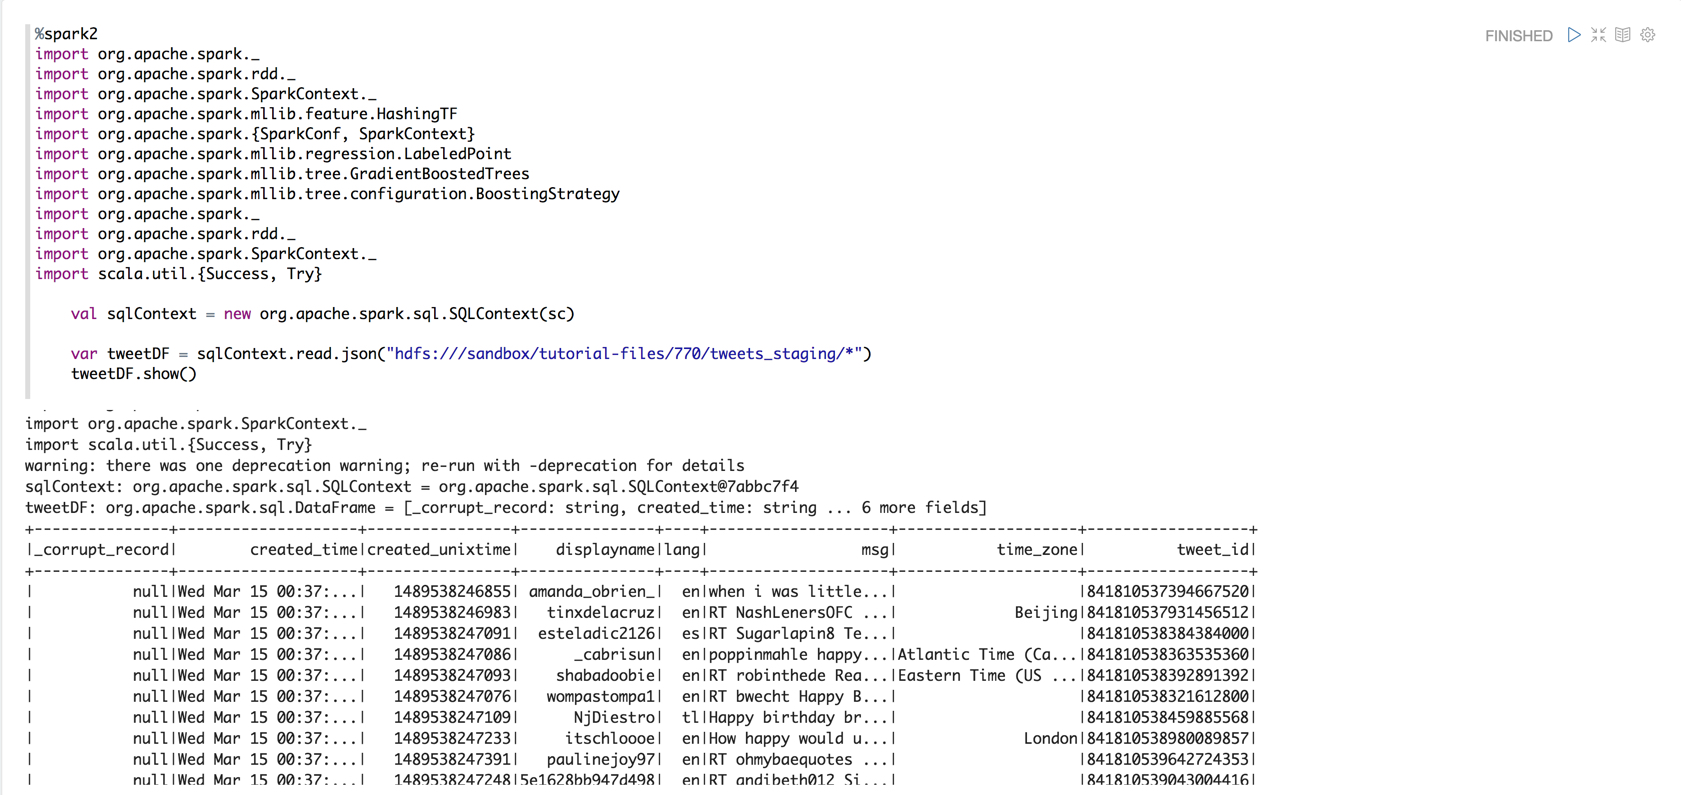 %spark2
FINISHED
import org.apache.spark._
import org.apache.spark.rdd._
import org.apache.spark.SparkContext._
import org.apache.spark.mllib.feature.HashingTF
import org.apache.spark.{SparkConf, SparkContext}
import org.apache.spark.mllib.regression.LabeledPoint
import org.apache.spark.mllib.tree.GradientBoostedTrees
import org.apache.spark.mllib.tree.configuration.BoostingStrategy
import org.apache.spark._
import org.apache.spark.rdd._
import org.apache.spark.SparkContext._
import scala.util.{Success, Try}
val sqlContext = new org.apache.spark.sql.SQLContext(sc)
var tweetDF = sqlContext.read.json("hdfs:///sandbox/tutorial-files/770/tweets_staging/*")
tweetDF.show()
import org.apache.spark.SparkContext._
import scala.util.{Success, Try}
warning: there was one deprecation warning; re-run with -deprecation for details
sqlContext: org.apache.spark.sql.SQLContext = org.apache.spark.sql.SQLContext@7abbc7f4
tweetDF: org.apache.spark.sql.DataFrame = [_corrupt_record: string, created_time: string ... 6 more fields]
+---------------+--------------------+----------------+---------------+----+--------------------+--------------------+------------------+
|_corrupt_record|        created_time|created_unixtime|    displayname|lang|                 msg|           time_zone|          tweet_id|
+---------------+--------------------+----------------+---------------+----+--------------------+--------------------+------------------+
|           null|Wed Mar 15 00:37:...|   1489538246855| amanda_obrien_|  en|when i was little...|                    |841810537394667520|
|           null|Wed Mar 15 00:37:...|   1489538246983|   tinxdelacruz|  en|RT NashLenersOFC ...|             Beijing|841810537931456512|
|           null|Wed Mar 15 00:37:...|   1489538247091|  esteladic2126|  es|RT Sugarlapin8 Te...|                    |841810538384384000|
|           null|Wed Mar 15 00:37:...|   1489538247086|      _cabrisun|  en|poppinmahle happy...|Atlantic Time (Ca...|841810538363535360|
|           null|Wed Mar 15 00:37:...|   1489538247093|    shabadoobie|  en|RT robinthede Rea...|Eastern Time (US ...|841810538392891392|
|           null|Wed Mar 15 00:37:...|   1489538247076|   wompastompa1|  en|RT bwecht Happy B...|                    |841810538321612800|
|           null|Wed Mar 15 00:37:...|   1489538247109|      NjDiestro|  tl|Happy birthday br...|                    |841810538459885568|
|           null|Wed Mar 15 00:37:...|   1489538247233|     itschloooe|  en|How happy would u...|              London|841810538980089857|
|           null|Wed Mar 15 00:37:...|   1489538247391|   paulinejoy97|  en|RT ohmybaequotes ...|                    |841810539642724353|
|           null|Wed Mar 15 00:37:...|   1489538247248|5e1628bb947d498|  en|RT andibeth012 Si...|                    |841810539043004416|